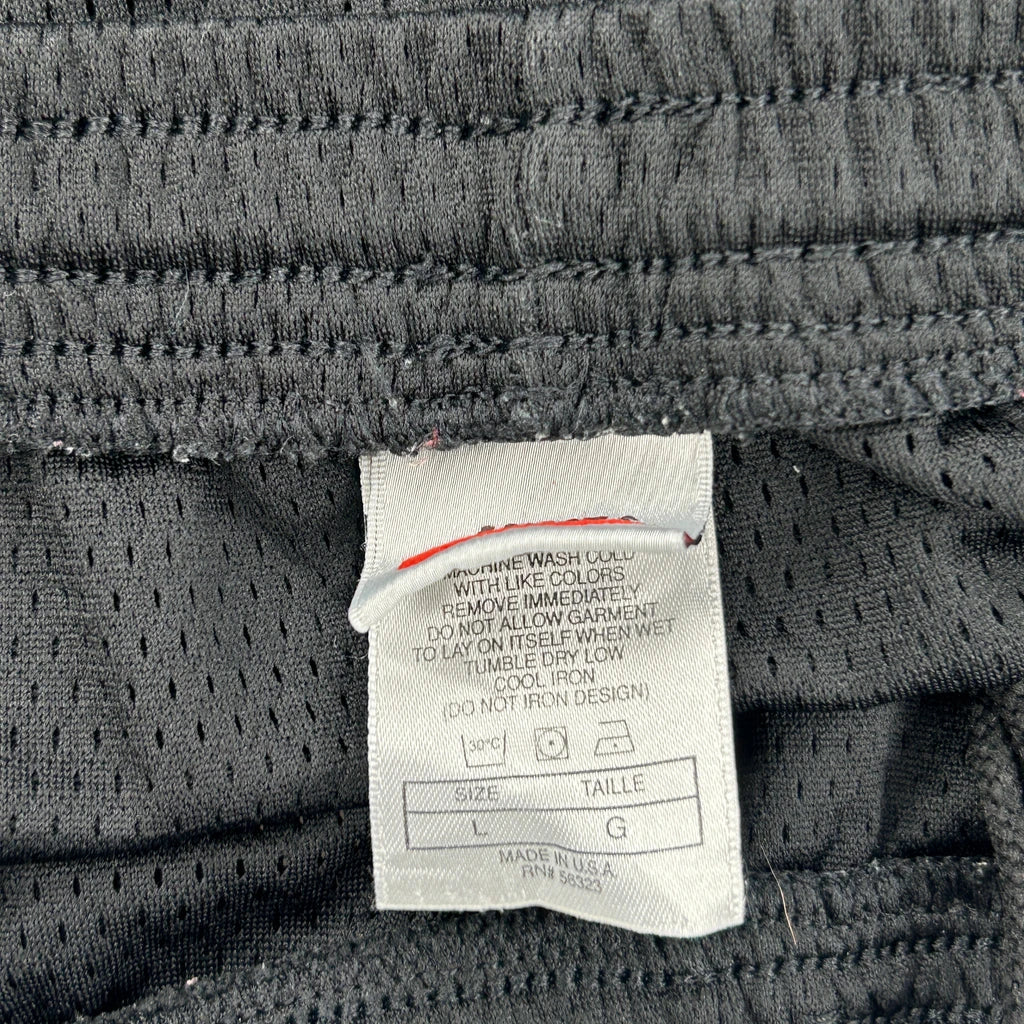 MACHINE WASH COLD
WITH LIKE COLORS
REMOVE IMMEDIATELY
DO NOT ALLOW GARMENT
TO LAY ON ITSELF WHEN WET
TUMBLE DRY LOW
COOL IRON
(DO NOT IRON DESIGN)
30°C
SIZE TAILLE
L G
MADE IN U.S.A.
RN# 56323